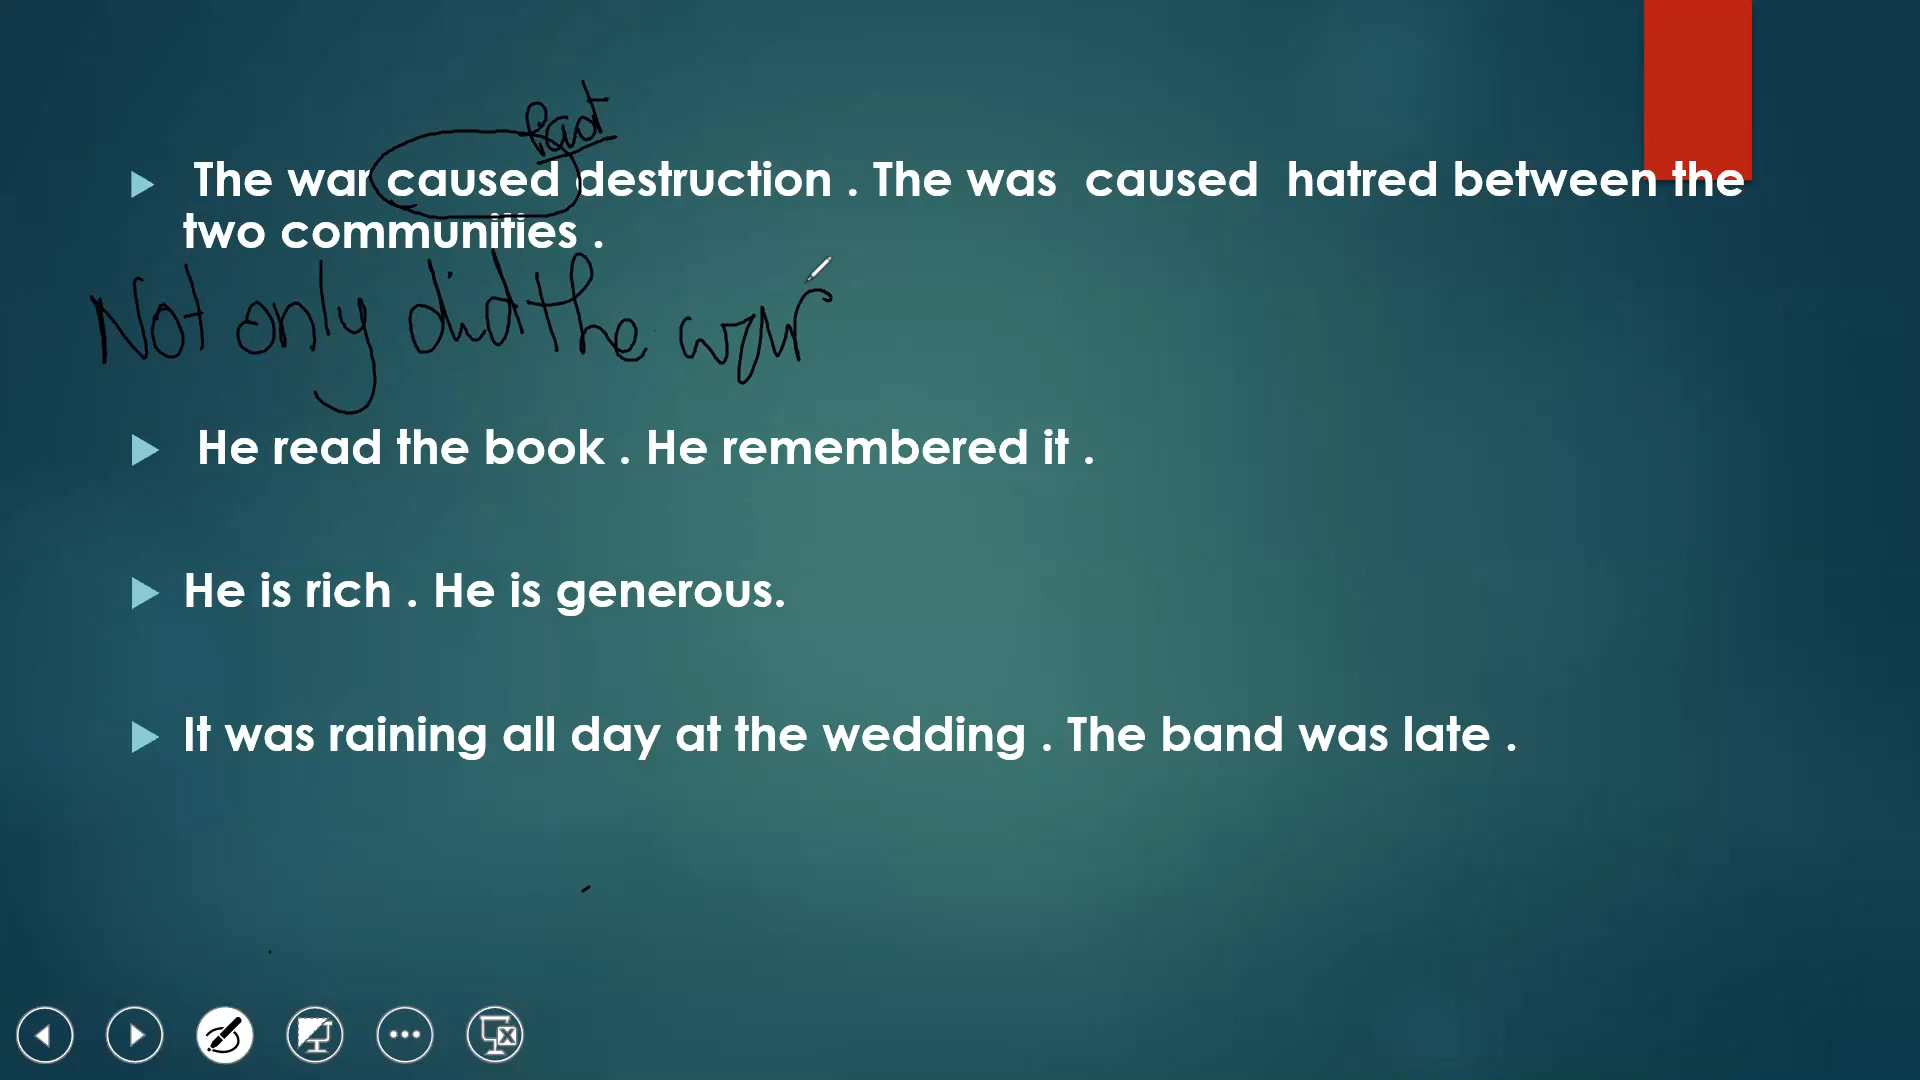 Past
The war caused destruction . The was caused hatred between the
two communities .
Not only did the war
He read the book . He remembered it .
He is rich . He is generous.
It was raining all day at the wedding . The band was late .